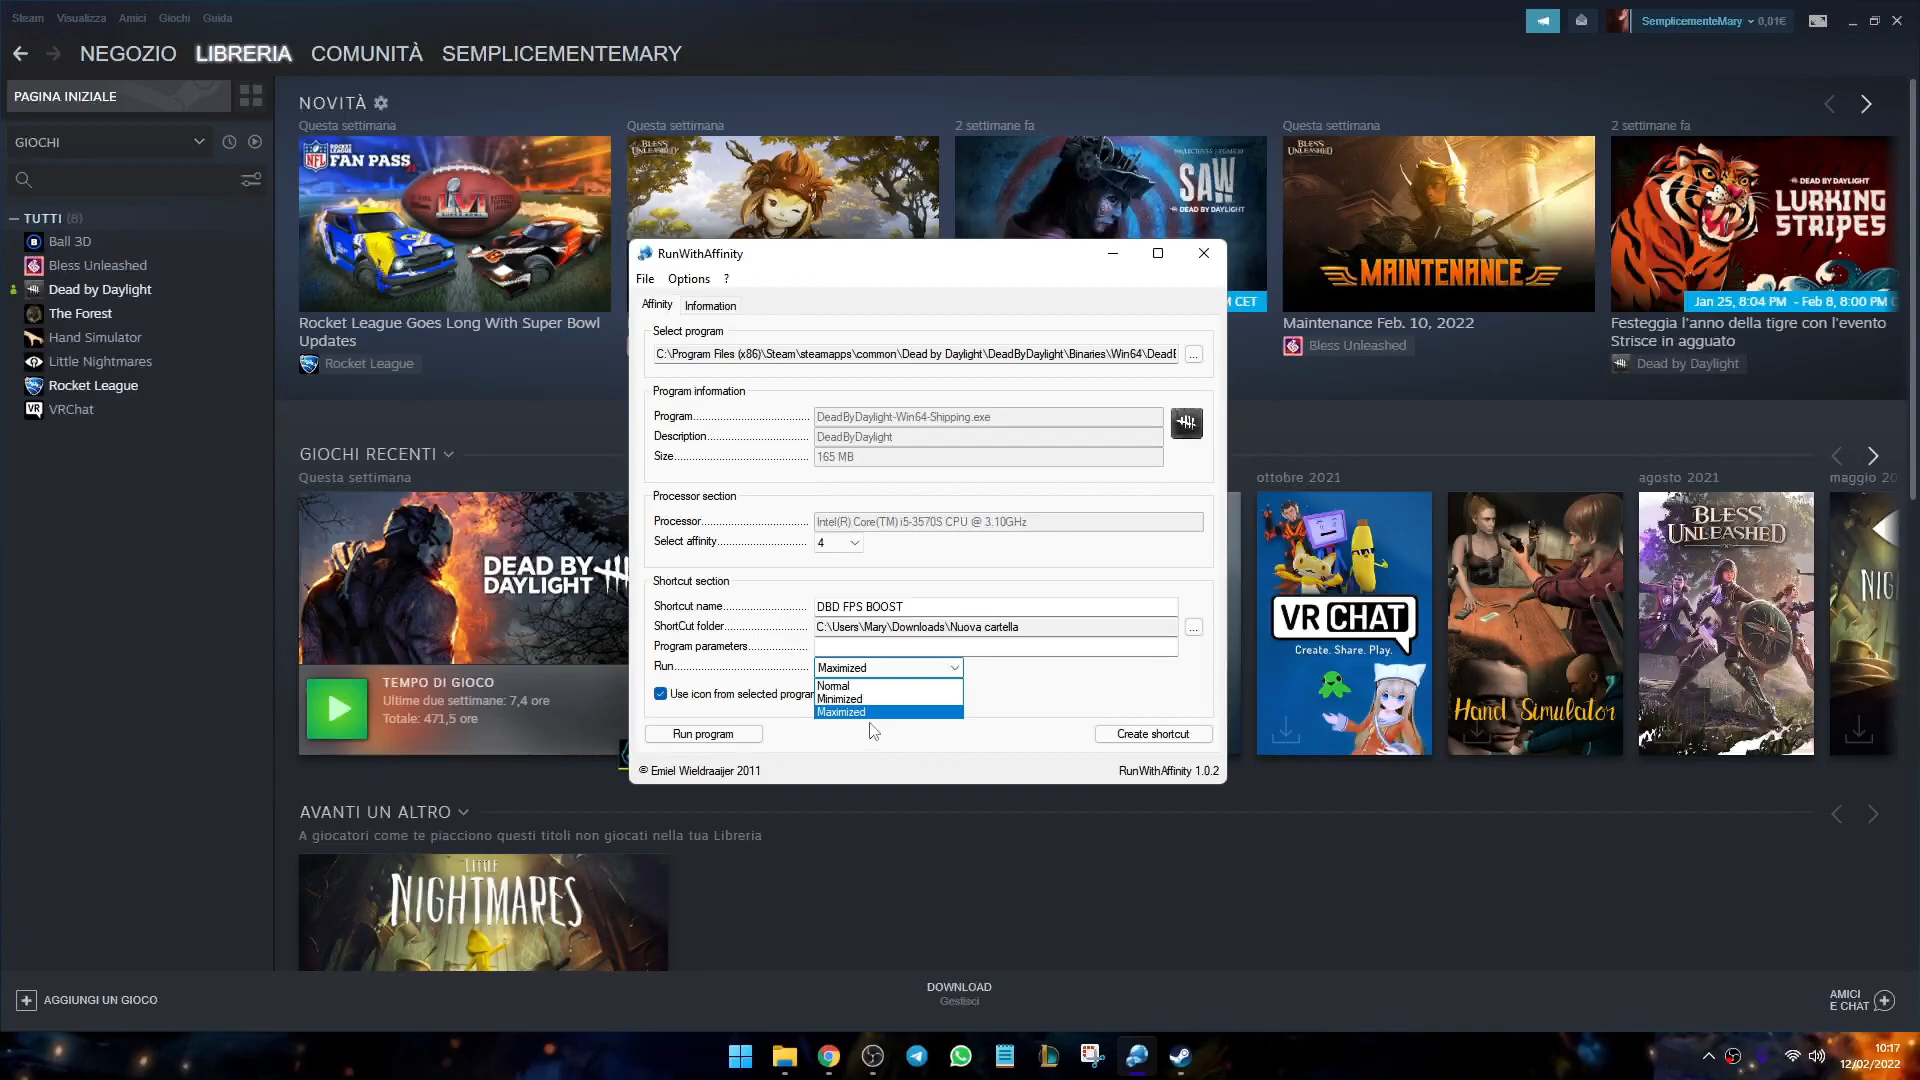 Steam Visualizza Amici Giochi Guida
SemplicementeMary 0,01€
NEGOZIO LIBRERIA COMUNITÀ SEMPLICEMENTEMARY
PAGINA INIZIALE
GIOCHI
TUTTI (8)
Ball 3D
Bless Unleashed
Dead by Daylight
The Forest
Hand Simulator
Little Nightmares
Rocket League
VRChat
NOVITÀ
Questa settimana
ROCKET LEAGUE
NFL
FAN PASS
Rocket League Goes Long With Super Bowl
Updates
Rocket League
Questa settimana
BLESS UNLEASHED
2 settimane fa
SAW
DEAD BY DAYLIGHT
CET
Questa settimana
BLESS UNLEASHED
MAINTENANCE
Maintenance Feb. 10, 2022
Bless Unleashed
2 settimane fa
DEAD BY DAYLIGHT
LURKING
STRIPES
Jan 25, 8:04 PM - Feb 8, 8:00 PM C
Festeggia l'anno della tigre con l'evento
Strisce in agguato
Dead by Daylight
RunWithAffinity
File Options ?
Affinity Information
Select program
C:\Program Files (x86)\Steam\steamapps\common\Dead by Daylight\DeadByDaylight\Binaries\Win64\DeadB
...
Program information
Program DeadByDaylight-Win64-Shipping.exe
Description DeadByDaylight
Size 165 MB
Processor section
Processor Intel(R) Core(TM) i5-3570S CPU @ 3.10GHz
Select affinity 4
Shortcut section
Shortcut name DBD FPS BOOST
ShortCut folder C:\Users\Mary\Downloads\Nuova cartella
...
Program parameters
Run Maximized
Normal
Minimized
Maximized
Use icon from selected program
Run program Create shortcut
© Emiel Wieldraaijer 2011 RunWithAffinity 1.0.2
GIOCHI RECENTI
Questa settimana
DEAD BY
DAYLIGHT
TEMPO DI GIOCO
Ultime due settimane: 7,4 ore
Totale: 471,5 ore
ottobre 2021
VR CHAT
Create. Share. Play.
Hand Simulator
agosto 2021
BLESS
UNLEASHED
maggio 20
NIG
AVANTI UN ALTRO
A giocatori come te piacciono questi titoli non giocati nella tua Libreria
LITTLE
NIGHTMARES
AGGIUNGI UN GIOCO
DOWNLOAD
Gestisci
AMICI
E CHAT
10:17
12/02/2022